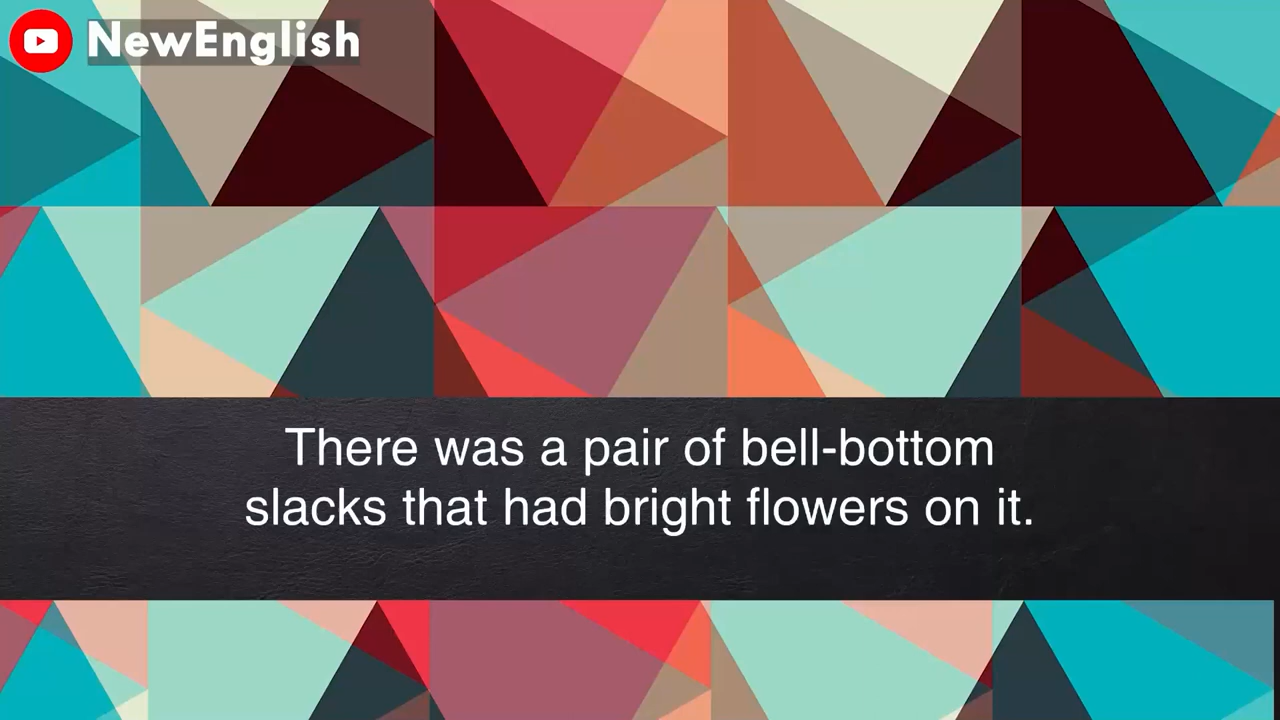 NewEnglish
There was a pair of bell-bottom
slacks that had bright flowers on it.